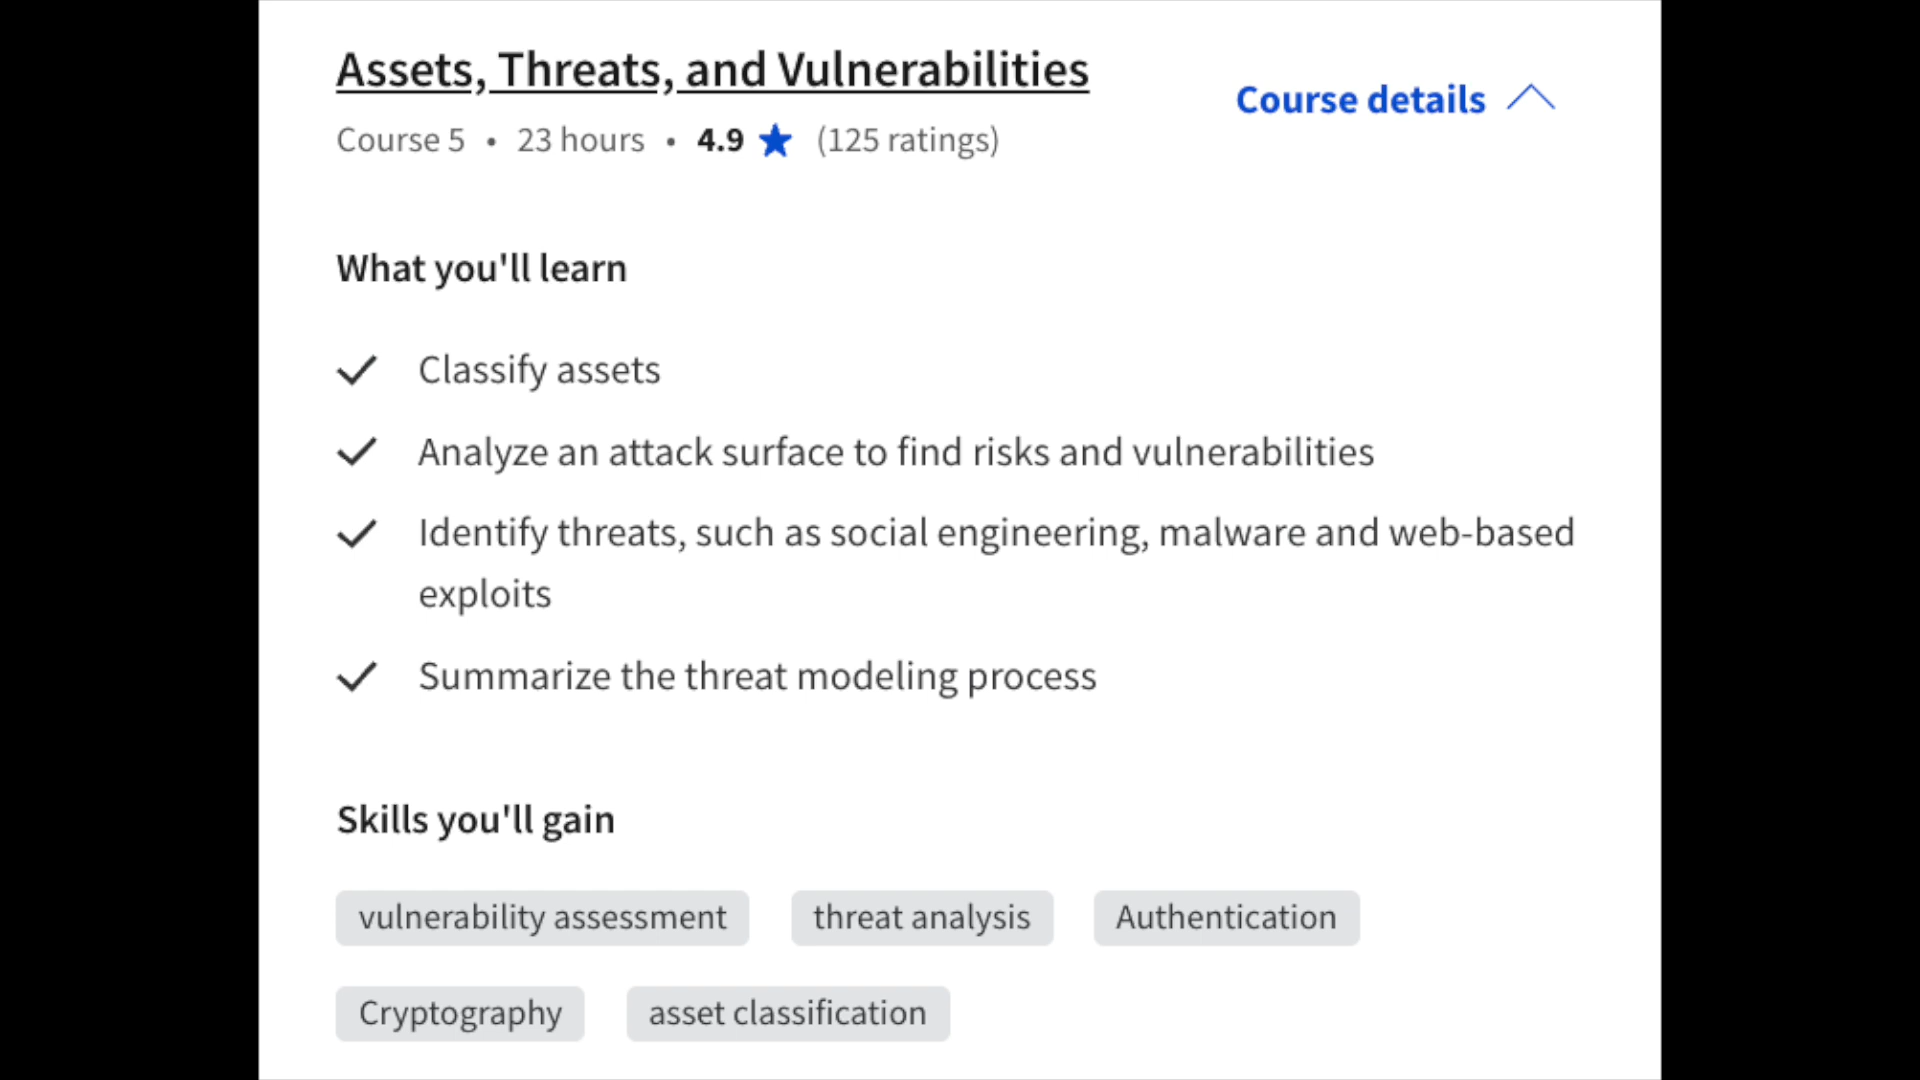 Assets, Threats, and Vulnerabilities
Course details
Course 5 • 23 hours • 4.9 ★ (125 ratings)
What you'll learn
Classify assets
Analyze an attack surface to find risks and vulnerabilities
Identify threats, such as social engineering, malware and web-based
exploits
Summarize the threat modeling process
Skills you'll gain
vulnerability assessment threat analysis Authentication
Cryptography asset classification